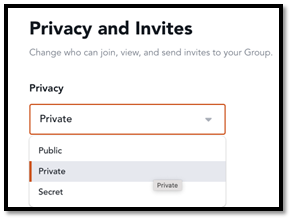 Privacy and Invites
Change who can join, view, and send invites to your Group.
Privacy
Private
Public
Private
Private
Secret